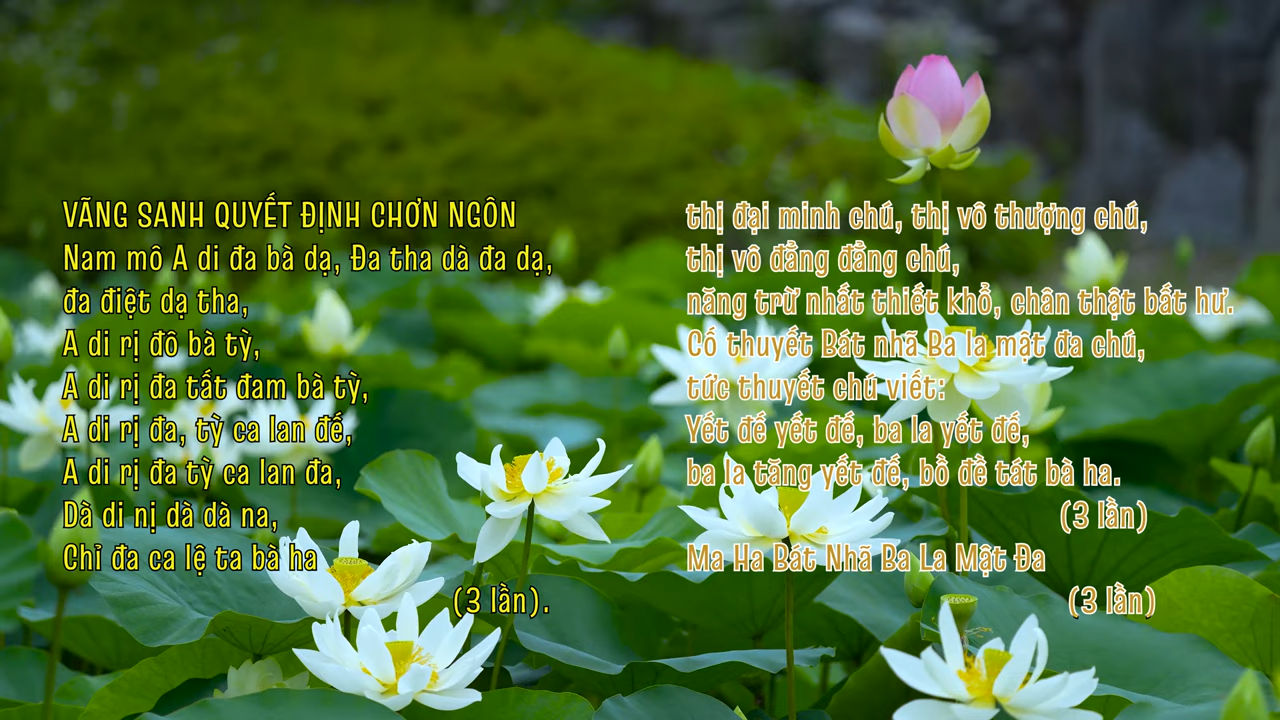 VÃNG SANH QUYẾT ĐỊNH CHƠN NGÔN
Nam mô A di đa bà dạ, Đa tha dà đa dạ,
đa điệt dạ tha,
A di rị đô bà tỳ,
A di rị đa tất đam bà tỳ,
A di rị đa, tỳ ca lan đế,
A di rị đa tỳ ca lan đa,
Dà di nị dà dà na,
Chỉ đa ca lệ ta bà ha
(3 lần).
thị đại minh chú, thị vô thượng chú,
thị vô đẳng đẳng chú,
năng trừ nhất thiết khổ, chân thật bất hư.
Cố thuyết Bát nhã Ba la mật đa chú,
tức thuyết chú viết:
Yết đế yết đế, ba la yết đế,
ba la tăng yết đế, bồ đề tát bà ha.
(3 lần)
Ma Ha Bát Nhã Ba La Mật Đa
(3 lần)